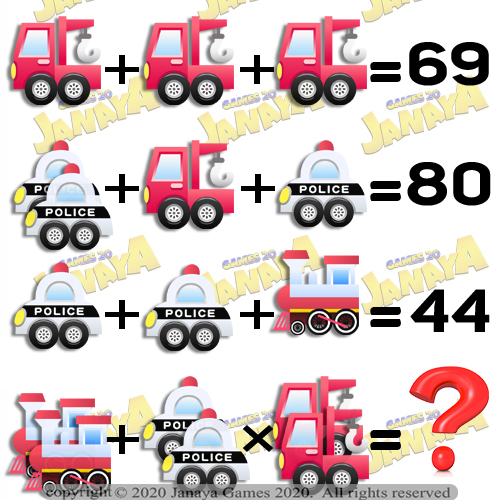 + + = 69
POLICE POLICE + + POLICE = 80
POLICE + POLICE + = 44
+ POLICE POLICE × = ?
JANAYA GAMES 20
copyright © 2020 Janaya Games 2020. All rights reserved